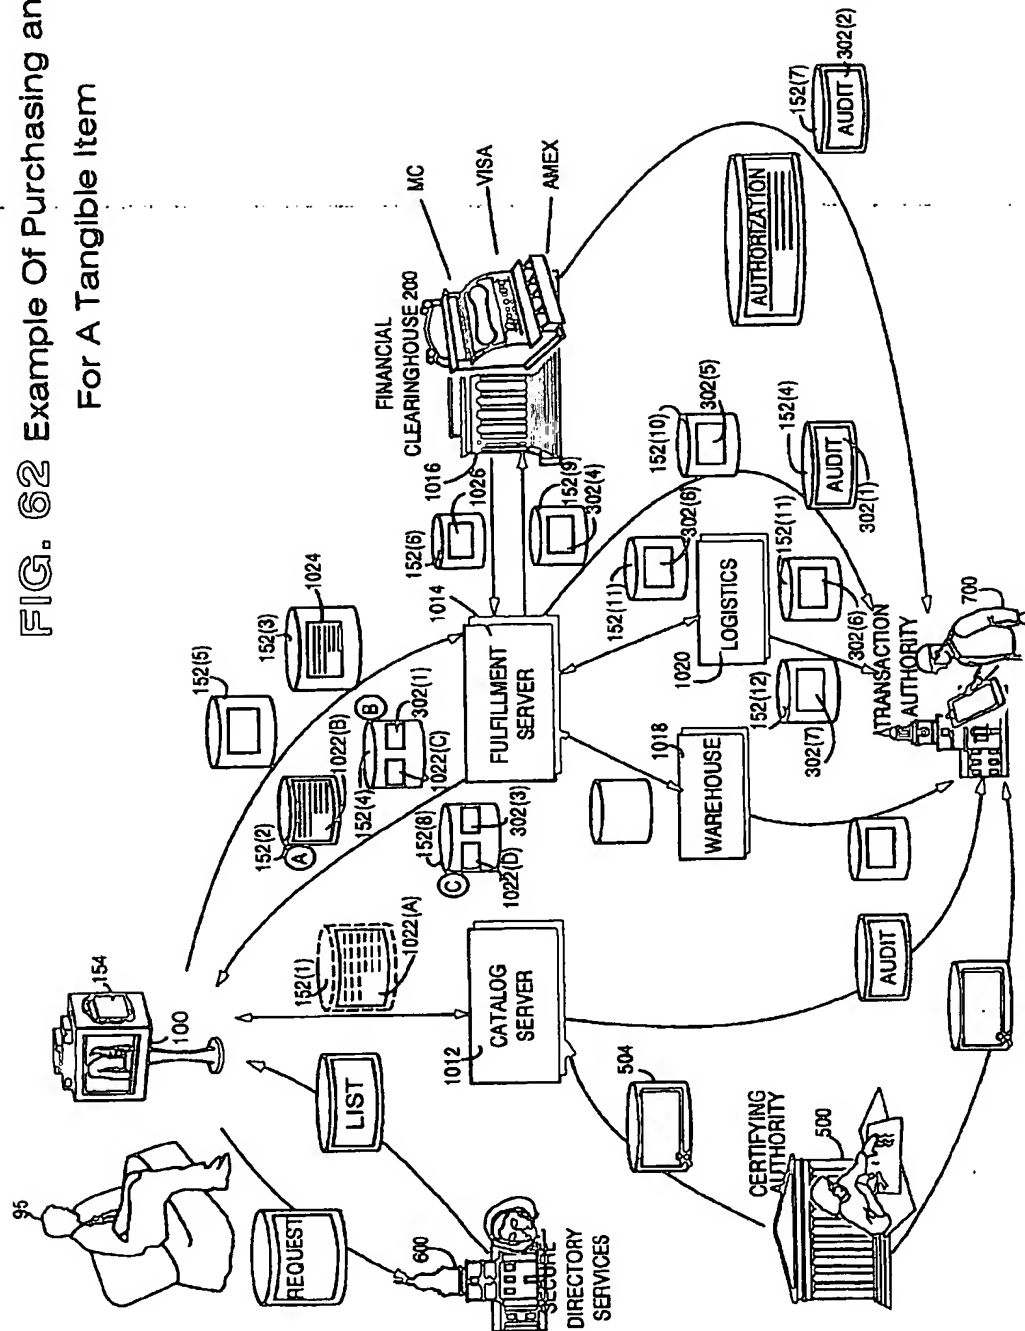 FIG. 62 Example Of Purchasing an
For A Tangible Item
95
154
100
REQUEST
LIST
600
SECURE
DIRECTORY
SERVICES
152(1)
1022(A)
CATALOG
SERVER
1012
504
CERTIFYING
AUTHORITY
500
AUDIT
152(5)
152(3)
1024
152(2)
A
1022(B)
152(4)
B
302(1)
1022(C)
152(8)
C
302(3)
1022(D)
FULFILLMENT
SERVER
1014
FINANCIAL
CLEARINGHOUSE 200
MC
VISA
AMEX
1016
152(6)
1026
152(9)
302(4)
152(10)
302(5)
152(11)
302(6)
LOGISTICS
1020
WAREHOUSE
1018
152(11)
302(6)
152(12)
302(7)
152(4)
AUDIT
302(1)
AUTHORIZATION
152(7)
AUDIT
302(2)
TRANSACTION
AUTHORITY
700